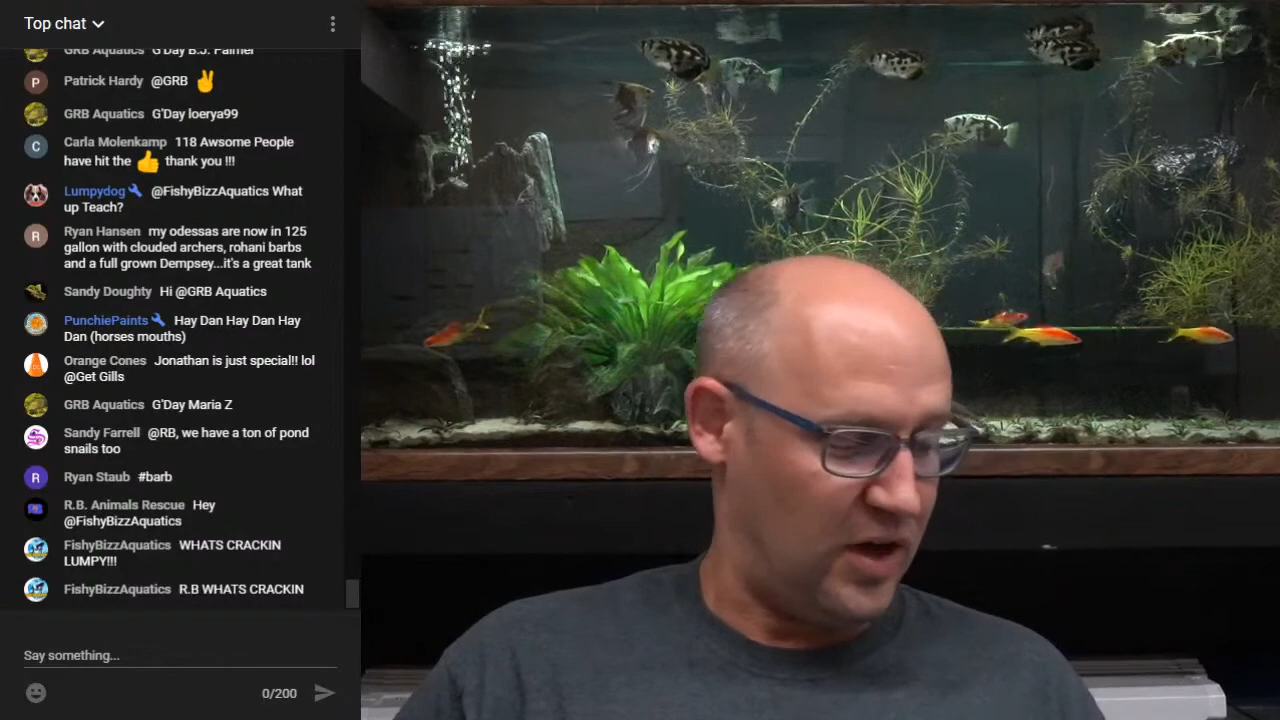 Top chat
GRB Aquatics G'Day B.J. Palmer
P Patrick Hardy @GRB ✌
GRB Aquatics G'Day loerya99
C Carla Molenkamp 118 Awsome People
have hit the 👍 thank you !!!
Lumpydog @FishyBizzAquatics What
up Teach?
R Ryan Hansen my odessas are now in 125
gallon with clouded archers, rohani barbs
and a full grown Dempsey...it's a great tank
Sandy Doughty Hi @GRB Aquatics
PunchiePaints Hay Dan Hay Dan Hay
Dan (horses mouths)
Orange Cones Jonathan is just special!! lol
@Get Gills
GRB Aquatics G'Day Maria Z
Sandy Farrell @RB, we have a ton of pond
snails too
R Ryan Staub #barb
R.B. Animals Rescue Hey
@FishyBizzAquatics
FishyBizzAquatics WHATS CRACKIN
LUMPY!!!
FishyBizzAquatics R.B WHATS CRACKIN
Say something...
0/200